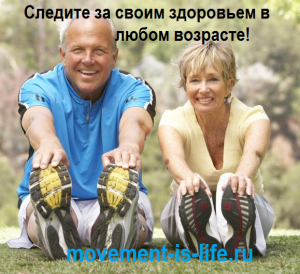 Следите за своим здоровьем в
любом возрасте!
movement-is-life.ru